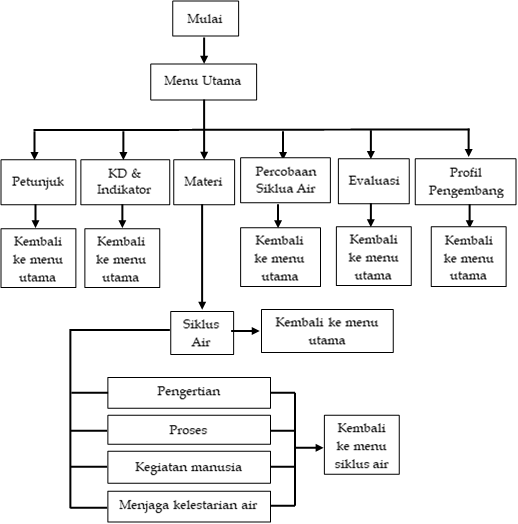 Mulai
Menu Utama
Petunjuk
KD &
Indikator
Materi
Percobaan
Siklua Air
Evaluasi
Profil
Pengembang
Kembali
ke menu
utama
Kembali
ke menu
utama
Kembali
ke menu
utama
Kembali
ke menu
utama
Kembali
ke menu
utama
Siklus
Air
Kembali ke menu
utama
Pengertian
Proses
Kegiatan manusia
Menjaga kelestarian air
Kembali
ke menu
siklus air